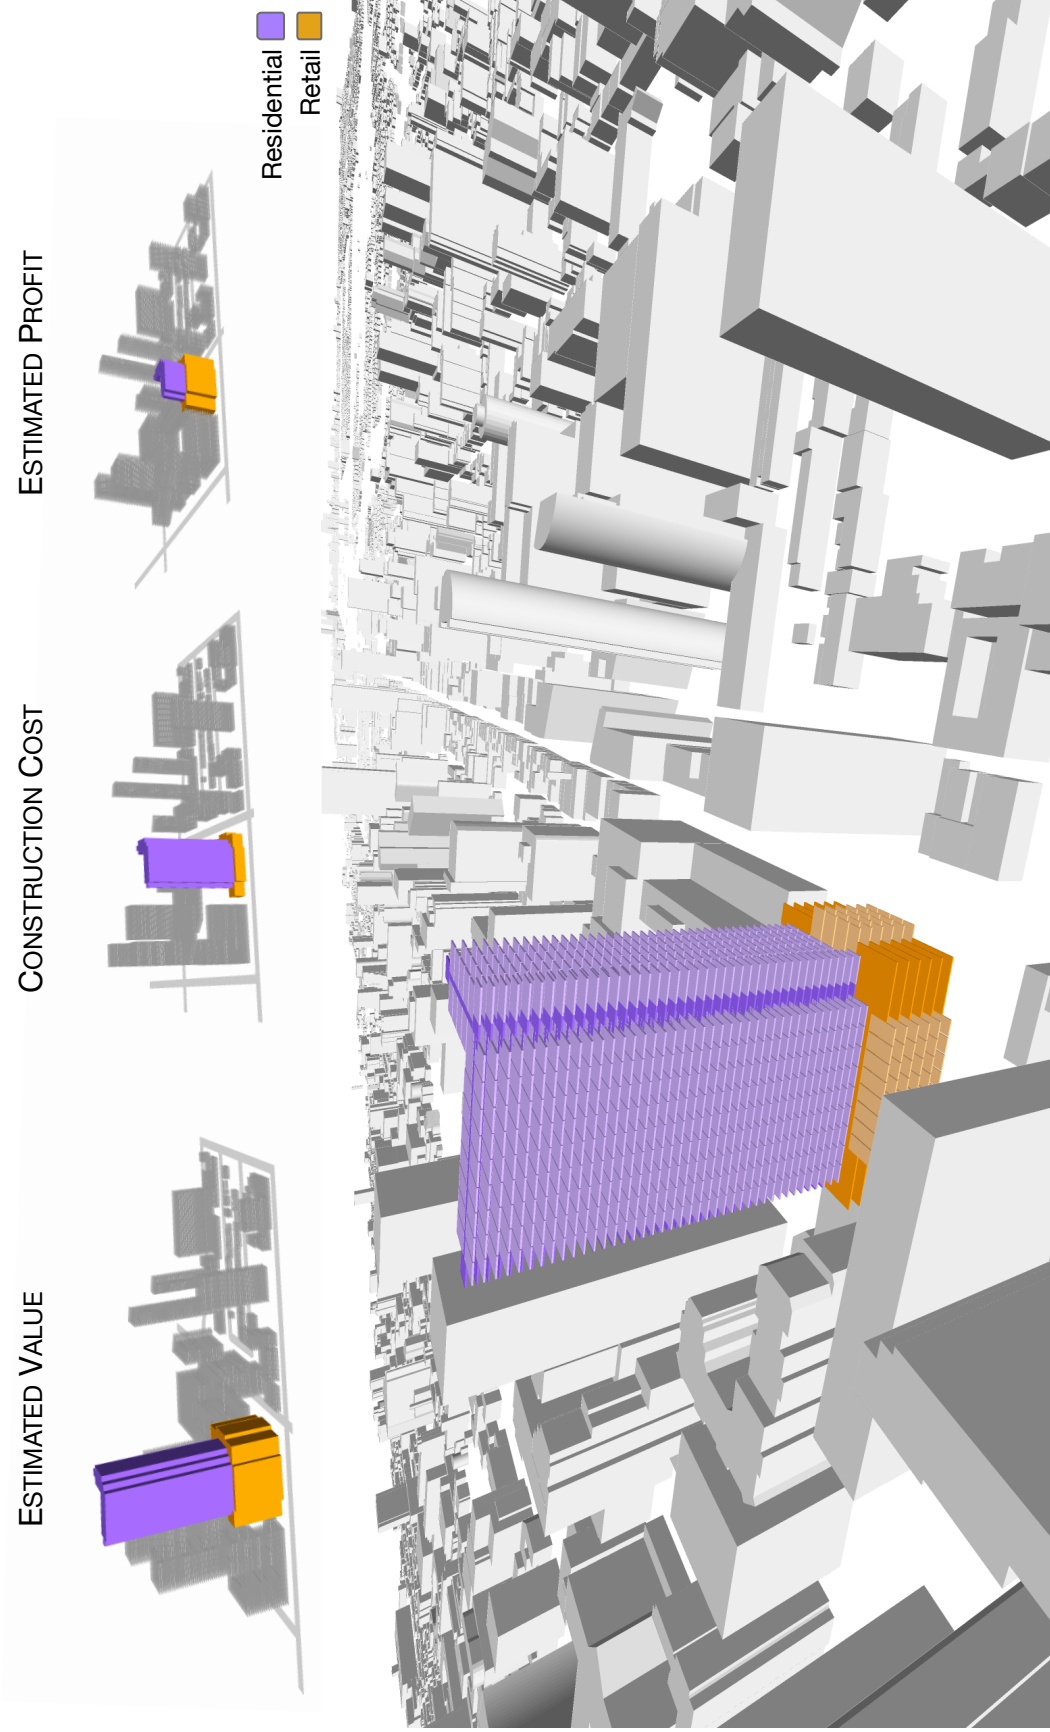 ESTIMATED VALUE
CONSTRUCTION COST
ESTIMATED PROFIT
Residential
Retail